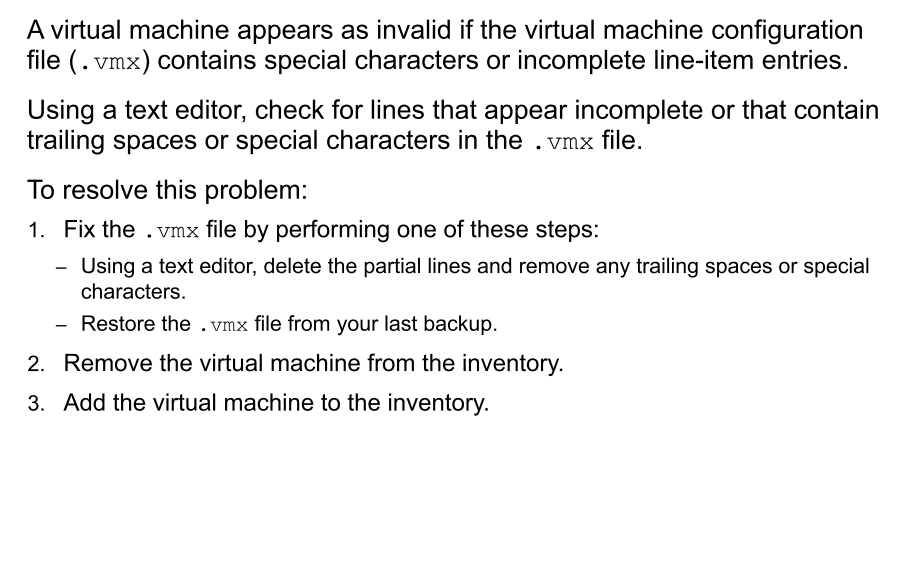 A virtual machine appears as invalid if the virtual machine configuration
file (.vmx) contains special characters or incomplete line-item entries.
Using a text editor, check for lines that appear incomplete or that contain
trailing spaces or special characters in the .vmx file.
To resolve this problem:
1. Fix the .vmx file by performing one of these steps:
– Using a text editor, delete the partial lines and remove any trailing spaces or special
characters.
– Restore the .vmx file from your last backup.
2. Remove the virtual machine from the inventory.
3. Add the virtual machine to the inventory.